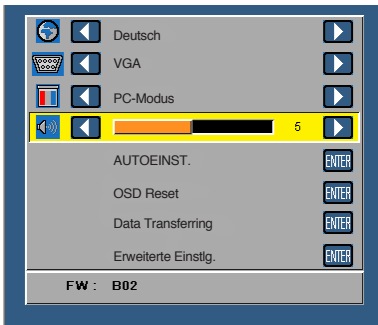 Deutsch
VGA
PC-Modus
5
AUTOEINST. ENTER
OSD Reset ENTER
Data Transferring ENTER
Erweiterte Einstlg. ENTER
FW : B02